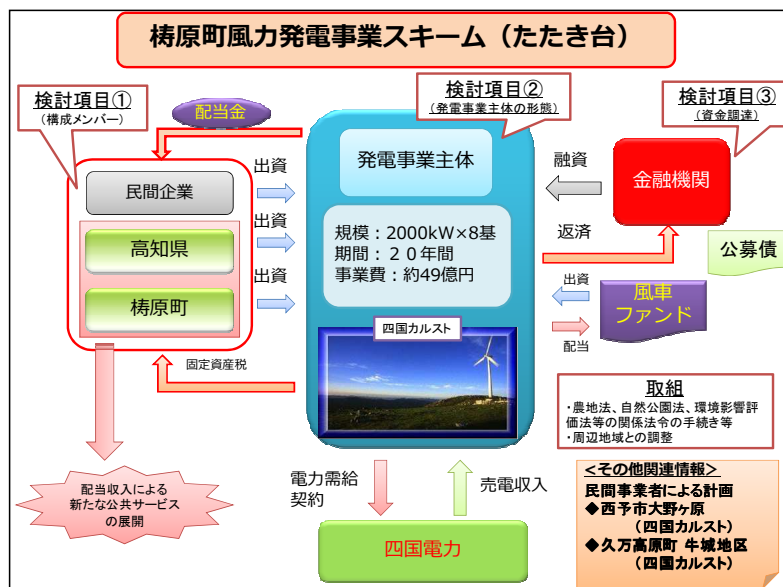 梼原町風力発電事業スキーム（たたき台）
検討項目①
（構成メンバー）
配当金
検討項目②
（発電事業主体の形態）
検討項目③
（資金調達）
民間企業
高知県
梼原町
出資
出資
出資
発電事業主体
規模：2000kW×8基
期間：２０年間
事業費：約49億円
四国カルスト
融資
返済
金融機関
公募債
出資
配当
風車
ファンド
固定資産税
取組
・農地法、自然公園法、環境影響評
価法等の関係法令の手続き等
・周辺地域との調整
配当収入による
新たな公共サービス
の展開
電力需給
契約
売電収入
四国電力
＜その他関連情報＞
民間事業者による計画
◆西予市大野ヶ原
（四国カルスト）
◆久万高原町 牛城地区
（四国カルスト）